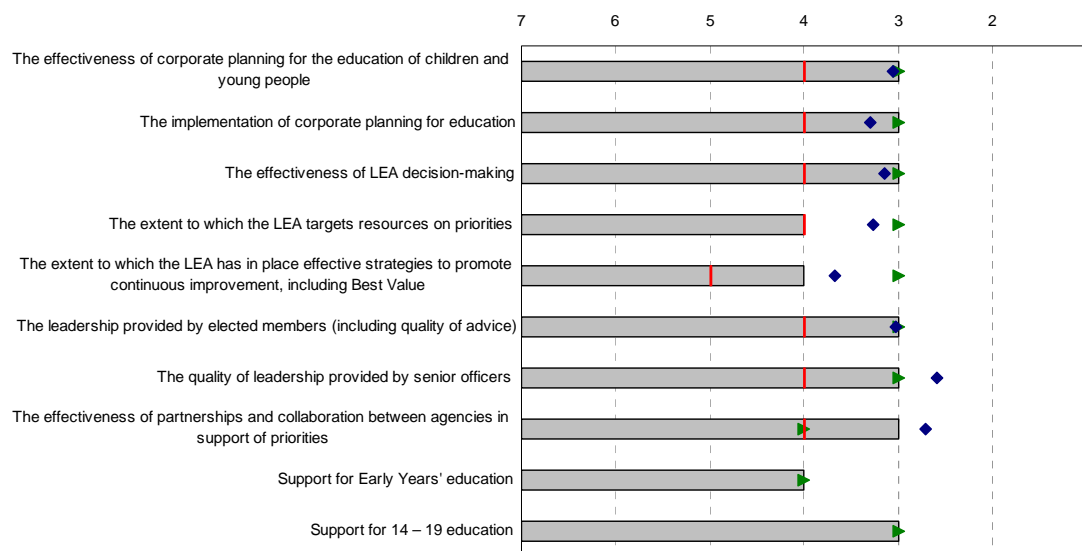 7 6 5 4 3 2
The effectiveness of corporate planning for the education of children and
young people
The implementation of corporate planning for education
The effectiveness of LEA decision-making
The extent to which the LEA targets resources on priorities
The extent to which the LEA has in place effective strategies to promote
continuous improvement, including Best Value
The leadership provided by elected members (including quality of advice)
The quality of leadership provided by senior officers
The effectiveness of partnerships and collaboration between agencies in
support of priorities
Support for Early Years' education
Support for 14 – 19 education